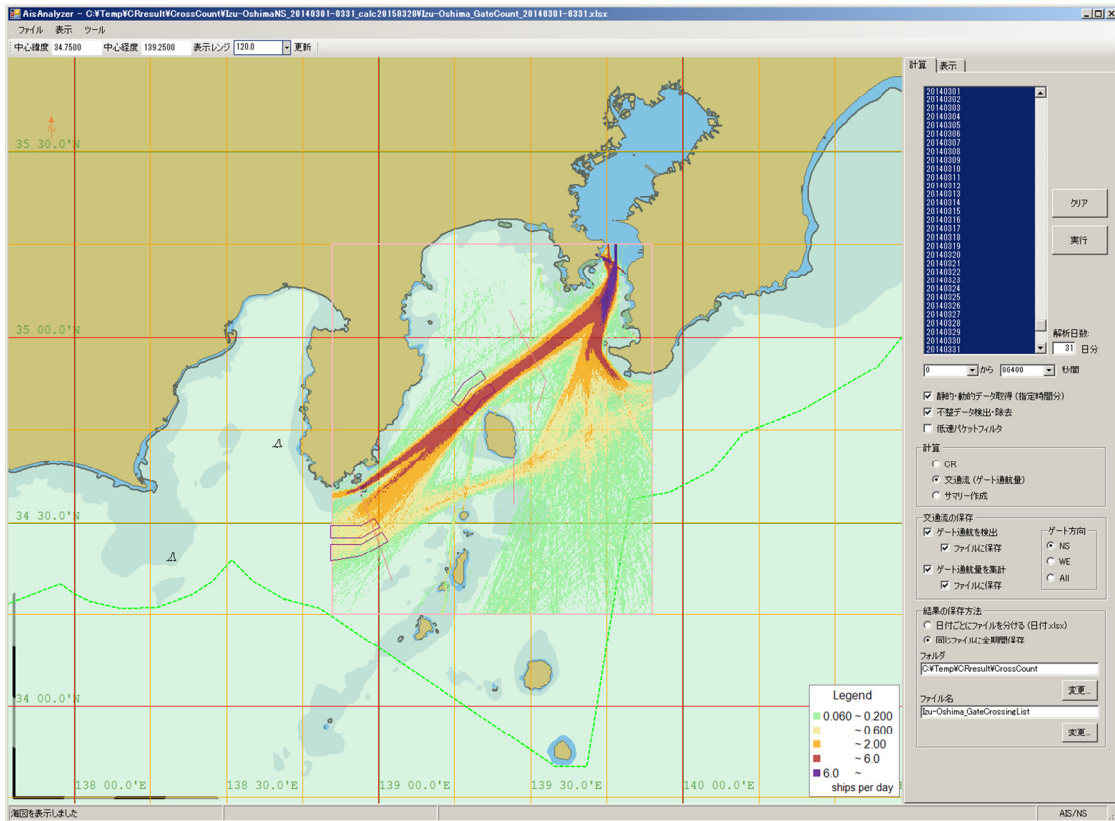 AisAnalyzer - C:¥Temp¥CRresult¥CrossCount¥Izu-OshimaNS_20140301-0331_calc20150320¥Izu-Oshima_GateCount_20140301-0331.xlsx
ファイル 表示 ツール
中心緯度 34.7500 中心経度 139.2500 表示レンジ 120.0 更新
計算 表示
20140301
20140302
20140303
20140304
20140305
20140306
20140307
20140308
20140309
20140310
20140311
20140312
20140313
20140314
20140315
20140316
20140317
20140318
20140319
20140320
20140321
20140322
20140323
20140324
20140325
20140326
20140327
20140328
20140329
20140330
20140331
クリア
実行
解析日数:
31 日分
0 から 86400 秒間
静的・動的データ取得 (指定時間分)
不整データ検出・除去
低速パケットフィルタ
計算
CR
交通流 (ゲート通航量)
サマリー作成
交通流の保存
ゲート通航を検出
ファイルに保存
ゲート通航量を集計
ファイルに保存
ゲート方向
NS
WE
All
結果の保存方法
日付ごとにファイルを分ける (日付.xlsx)
同じファイルに全期間保存
フォルダ
C:¥Temp¥CRresult¥CrossCount
変更...
ファイル名
Izu-Oshima_GateCrossingList
変更...
35 30.0'N
35 00.0'N
34 30.0'N
34 00.0'N
138 00.0'E 138 30.0'E 139 00.0'E 139 30.0'E 140 00.0'E
Legend
0.060 ~ 0.200
~ 0.600
~ 2.00
~ 6.0
6.0 ~
ships per day
海図を表示しました
AIS/NS